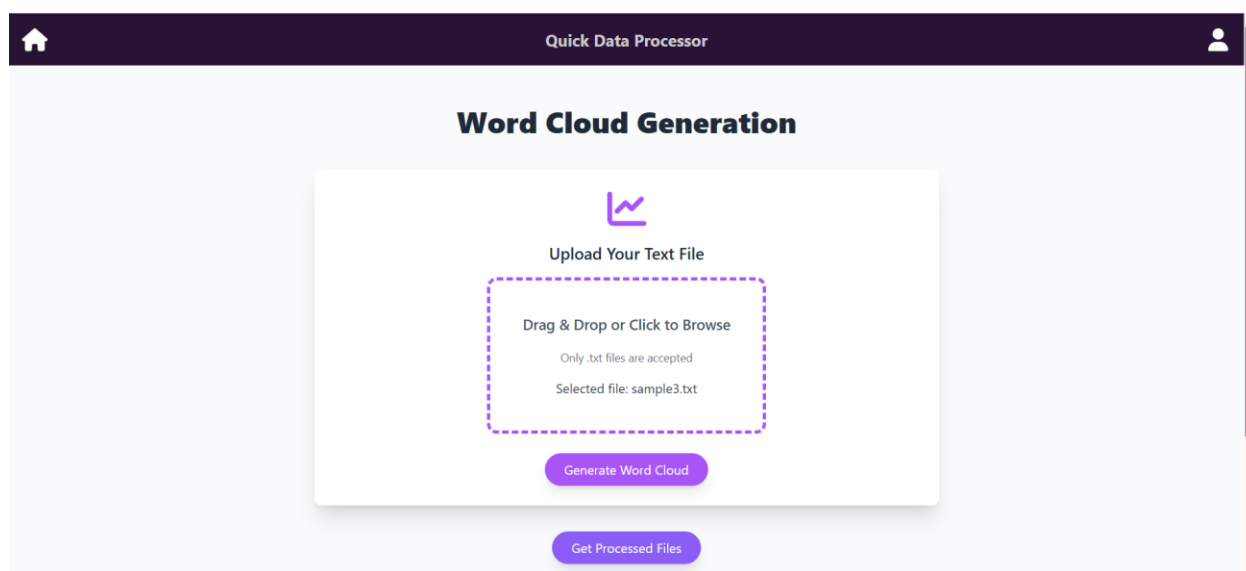 Quick Data Processor
Word Cloud Generation
Upload Your Text File
Drag & Drop or Click to Browse
Only .txt files are accepted
Selected file: sample3.txt
Generate Word Cloud
Get Processed Files